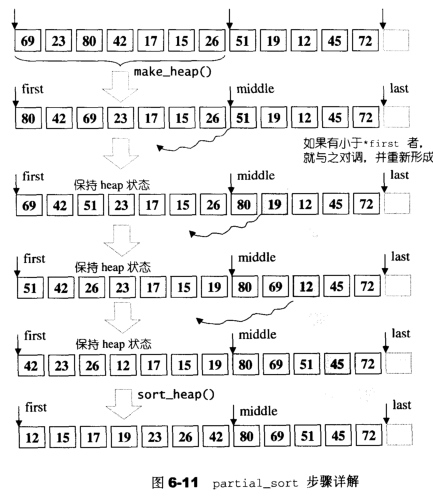 69 23 80 42 17 15 26 51 19 12 45 72
make_heap()
first middle last
80 42 69 23 17 15 26 51 19 12 45 72
如果有小于*first 者,
就与之对调, 并重新形成
first 保持 heap 状态 middle last
69 42 51 23 17 15 26 80 19 12 45 72
first 保持 heap 状态 middle last
51 42 26 23 17 15 19 80 69 12 45 72
first 保持 heap 状态 middle last
42 23 26 12 17 15 19 80 69 51 45 72
sort_heap()
first middle last
12 15 17 19 23 26 42 80 69 51 45 72
图 6-11 partial_sort 步骤详解